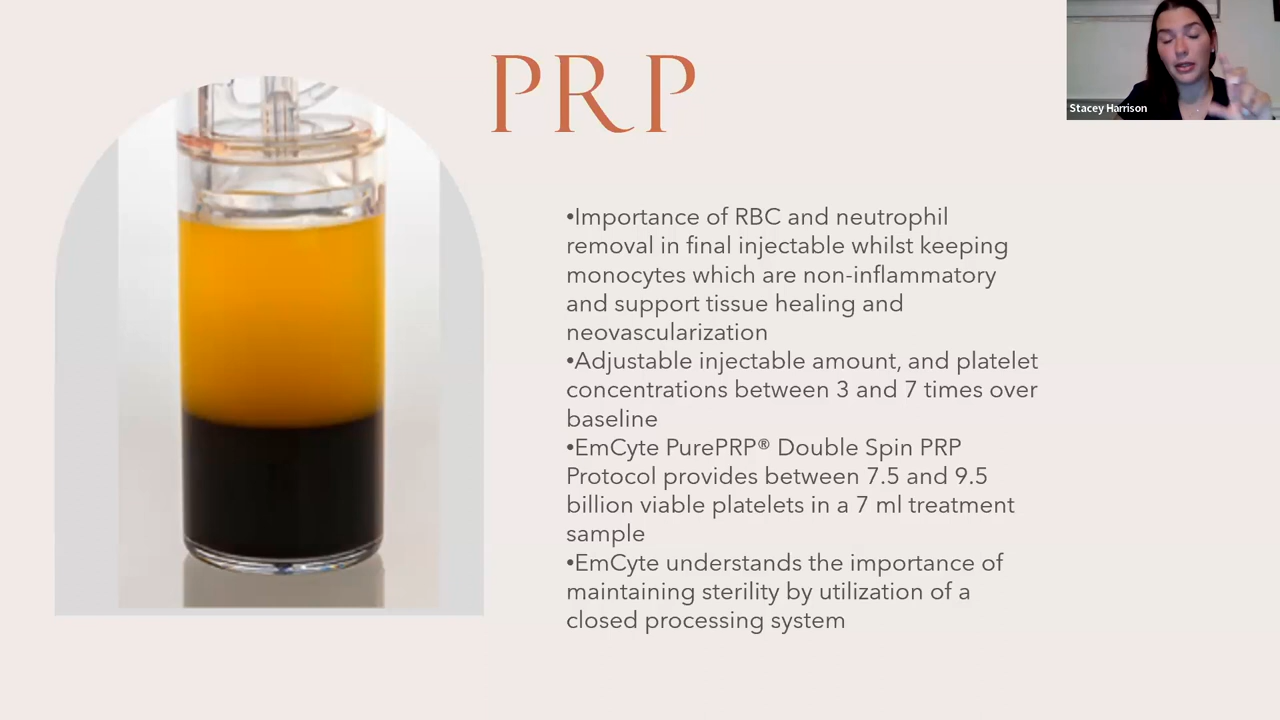 PRP
Stacey Harrison
•Importance of RBC and neutrophil
removal in final injectable whilst keeping
monocytes which are non-inflammatory
and support tissue healing and
neovascularization
•Adjustable injectable amount, and platelet
concentrations between 3 and 7 times over
baseline
•EmCyte PurePRP® Double Spin PRP
Protocol provides between 7.5 and 9.5
billion viable platelets in a 7 ml treatment
sample
•EmCyte understands the importance of
maintaining sterility by utilization of a
closed processing system